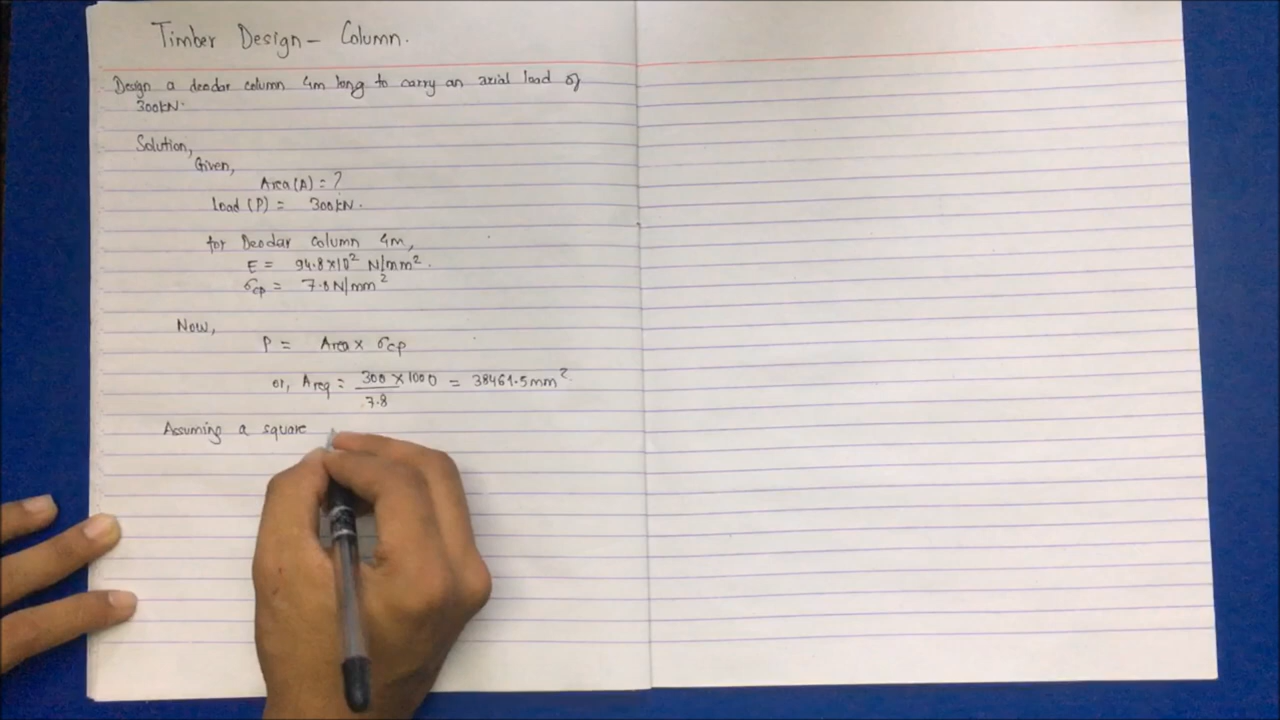 Timber Design - Column.
Design a deodar column 4m long to carry an axial load of
300kN.
Solution,
Given,
Area (A) = ?
load (P) = 300kN.
for Deodar column 4m,
E = 94.8×10² N/mm².
σcp = 7.8 N/mm²
Now,
P = Area × σcp
or, Areq = 300 × 1000 / 7.8 = 38461.5mm².
Assuming a square